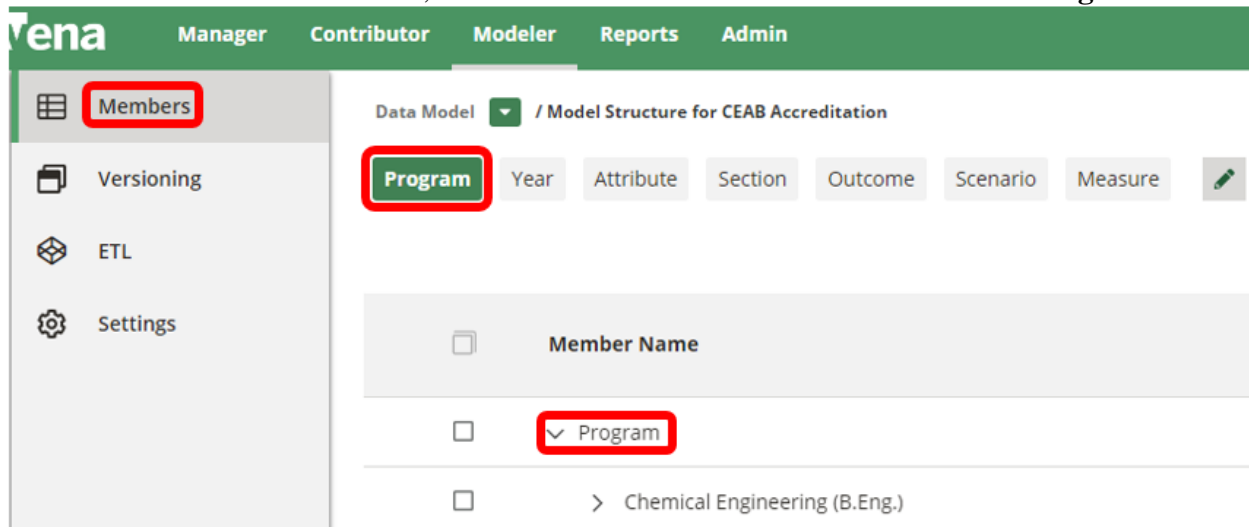 Vena Manager Contributor Modeler Reports Admin
Members
Data Model / Model Structure for CEAB Accreditation
Program Year Attribute Section Outcome Scenario Measure
Versioning
ETL
Settings
Member Name
Program
Chemical Engineering (B.Eng.)